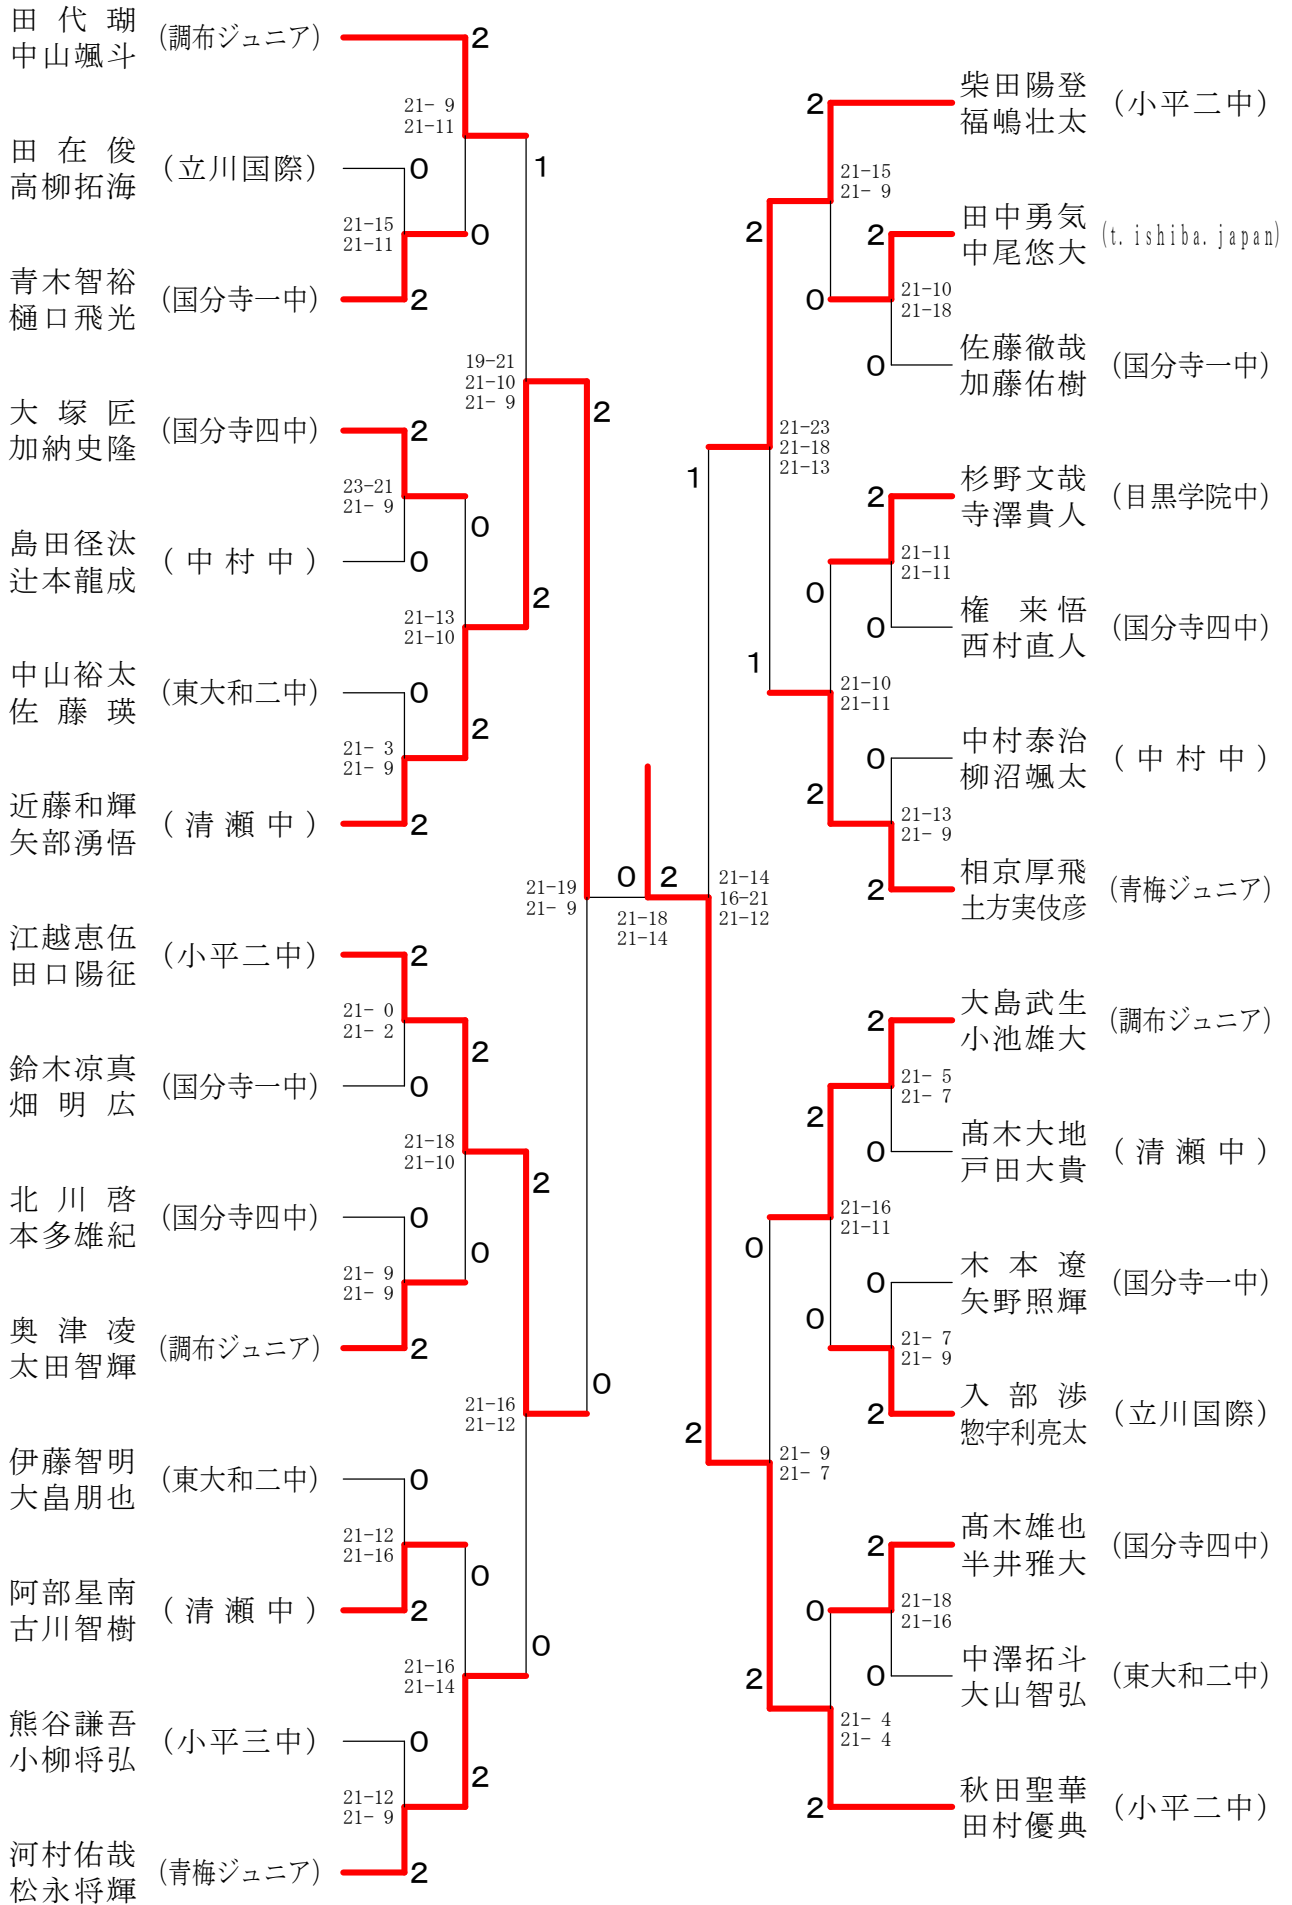 田代瑚
中山颯斗
(調布ジュニア)
2
21- 9
21-11
田在俊
高柳拓海
(立川国際)
0
1
21-15
21-11
0
青木智裕
樋口飛光
(国分寺一中)
2
19-21
21-10
21- 9
大塚匠
加納史隆
(国分寺四中)
2
2
23-21
21- 9
0
島田径汰
辻本龍成
(中村中)
0
21-13
21-10
2
中山裕太
佐藤瑛
(東大和二中)
0
21- 3
21- 9
2
近藤和輝
矢部湧悟
(清瀬中)
2
21-19
21- 9
江越恵伍
田口陽征
(小平二中)
2
21- 0
21- 2
2
鈴木凉真
畑明広
(国分寺一中)
0
21-18
21-10
2
北川啓
本多雄紀
(国分寺四中)
0
21- 9
21- 9
0
奥津凌
太田智輝
(調布ジュニア)
2
21-16
21-12
0
伊藤智明
大畠朋也
(東大和二中)
0
21-12
21-16
0
阿部星南
古川智樹
(清瀬中)
2
21-16
21-14
0
熊谷謙吾
小柳将弘
(小平三中)
0
21-12
21- 9
2
河村佑哉
松永将輝
(青梅ジュニア)
2
0
2
21-18
21-14
2
柴田陽登
福嶋壮太
(小平二中)
21-15
21- 9
2
2
田中勇気
中尾悠大
(t.ishiba.japan)
0
21-10
21-18
0
佐藤徹哉
加藤佑樹
(国分寺一中)
21-23
21-18
21-13
1
2
杉野文哉
寺澤貴人
(目黒学院中)
21-11
21-11
0
0
権来悟
西村直人
(国分寺四中)
1
21-10
21-11
0
中村泰治
柳沼颯太
(中村中)
2
21-13
21- 9
2
相京厚飛
土方実伎彦
(青梅ジュニア)
21-14
16-21
21-12
2
大島武生
小池雄大
(調布ジュニア)
21- 5
21- 7
2
0
髙木大地
戸田大貴
(清瀬中)
21-16
21-11
0
0
木本遼
矢野照輝
(国分寺一中)
0
21- 7
21- 9
2
入部渉
惣宇利亮太
(立川国際)
2
21- 9
21- 7
2
髙木雄也
半井雅大
(国分寺四中)
0
21-18
21-16
0
中澤拓斗
大山智弘
(東大和二中)
2
21- 4
21- 4
2
秋田聖華
田村優典
(小平二中)